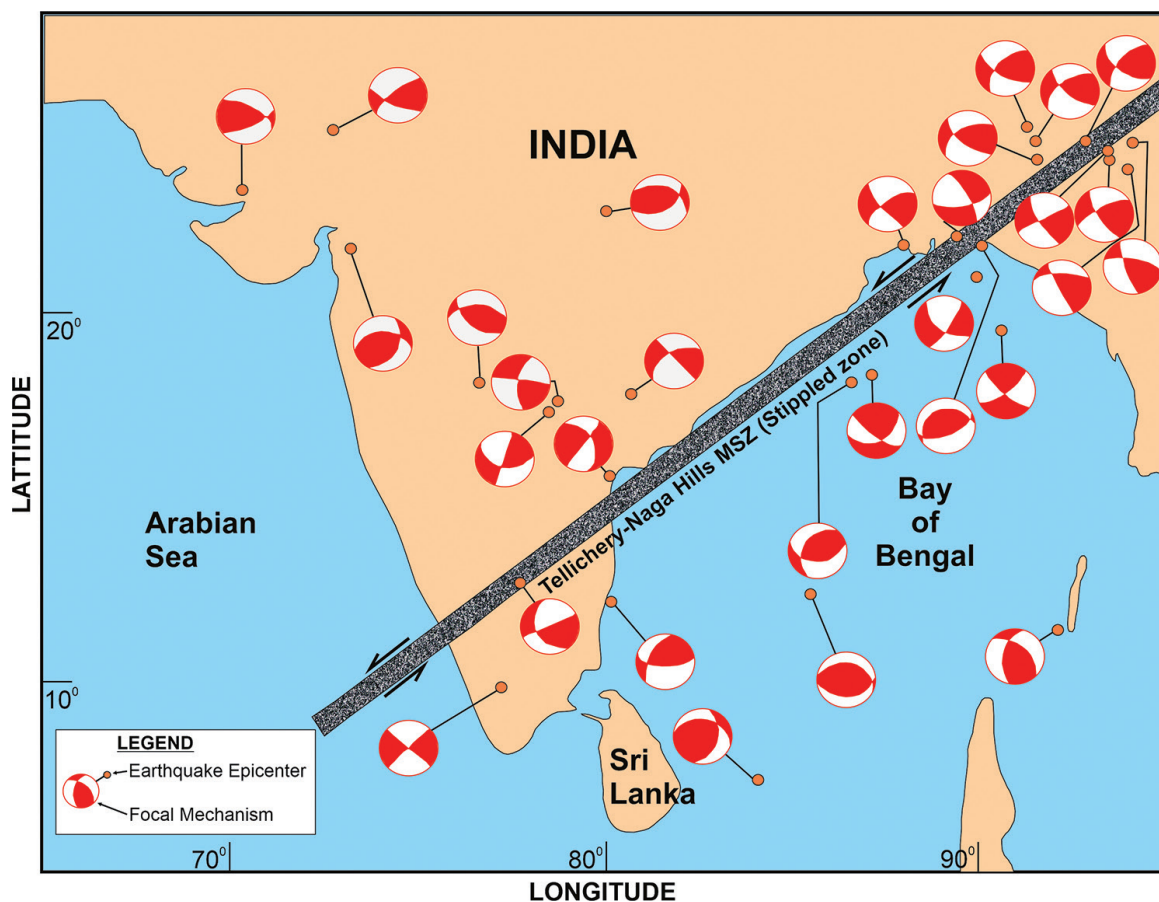 INDIA
20⁰
LATTITUDE
Tellichery-Naga Hills MSZ (Stippled zone)
Arabian
Sea
Bay
of
Bengal
10⁰
LEGEND
Earthquake Epicenter
Focal Mechanism
Sri
Lanka
70⁰
80⁰
90⁰
LONGITUDE